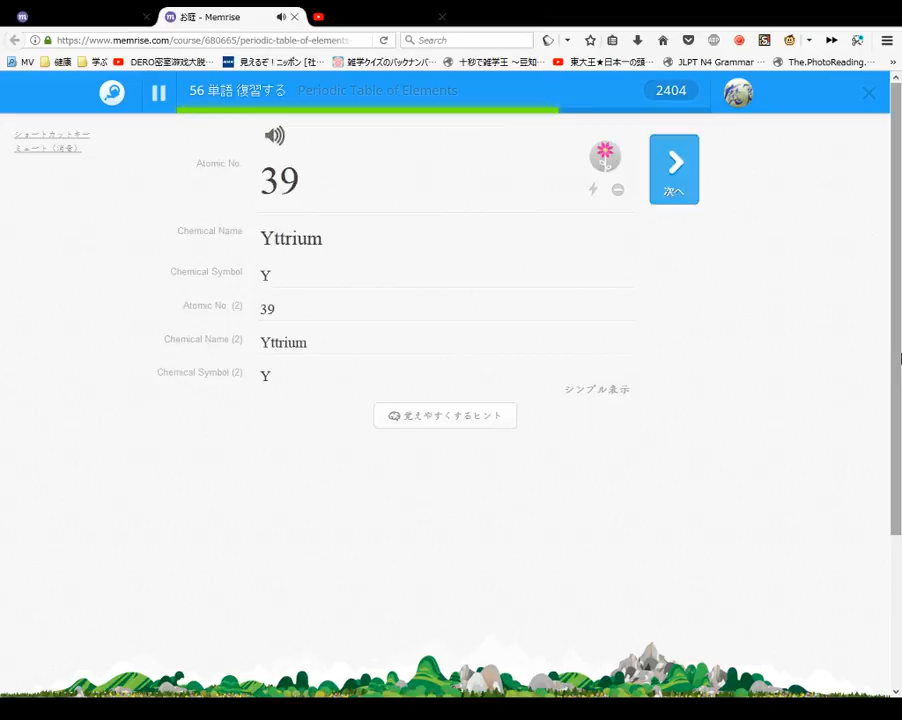 お庭 - Memrise
https://www.memrise.com/course/680665/periodic-table-of-elements
Search
MV 健康 学ぶ DERO密室游戏大脱… 見えるぞ！ニッポン [社… 雑学クイズのバックナンバ… 十秒で雑学王 ～豆知… 東大王★日本一の頭… JLPT N4 Grammar … The.PhotoReading.…
56 単語 復習する Periodic Table of Elements 2404
ショートカットキー
ミュート（消音）
Atomic No. 39
次へ
Chemical Name Yttrium
Chemical Symbol Y
Atomic No. (2) 39
Chemical Name (2) Yttrium
Chemical Symbol (2) Y
シンプル表示
覚えやすくするヒント